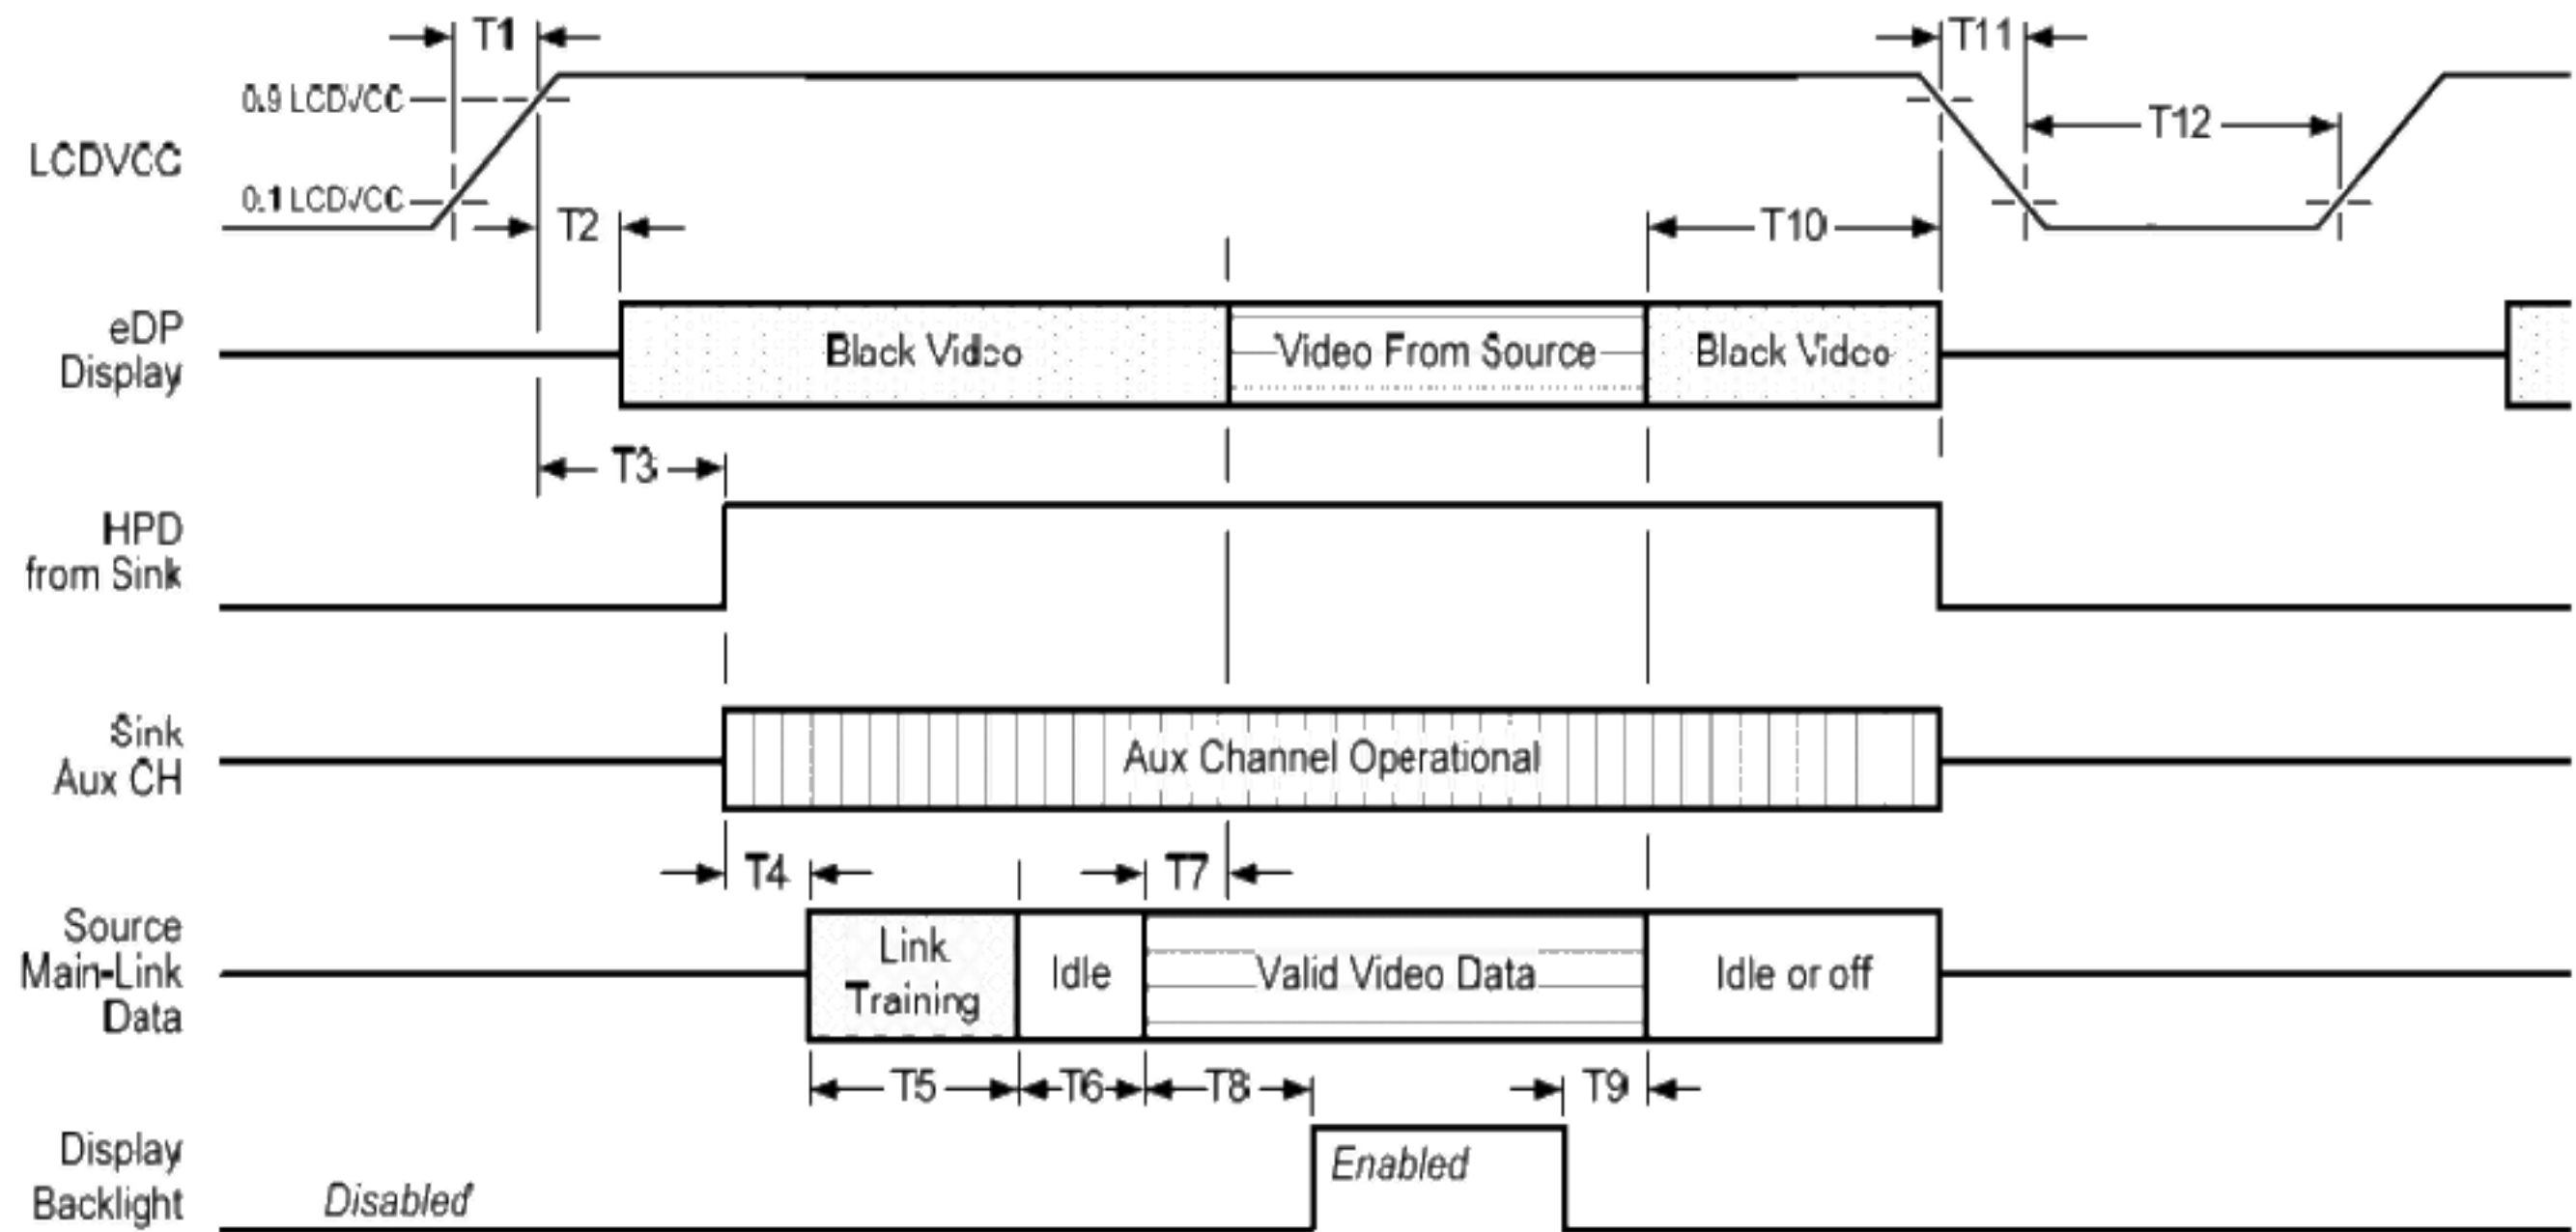 T1
T11
0.9 LCDVCC
T12
LCDVCC
0.1 LCDVCC
T2
T10
eDP
Display
Black Video
Video From Source
Black Video
T3
HPD
from Sink
Sink
Aux CH
Aux Channel Operational
T4
T7
Source
Main-Link
Data
Link
Training
Idle
Valid Video Data
Idle or off
T5
T6
T8
T9
Display
Backlight
Disabled
Enabled